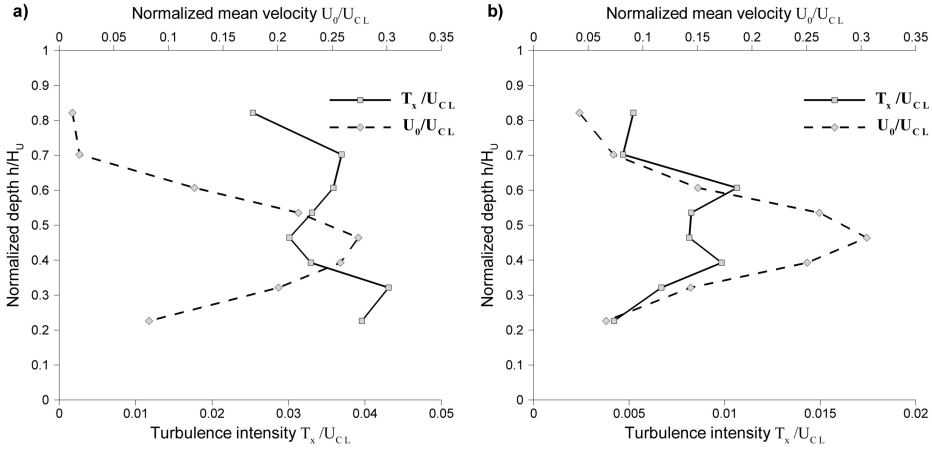 a)
Normalized mean velocity U0/UCL
0 0.05 0.1 0.15 0.2 0.25 0.3 0.35
1
0.9
0.8
0.7
0.6
0.5
0.4
0.3
0.2
0.1
0
Normalized depth h/HU
Tx /UCL
U0/UCL
0 0.01 0.02 0.03 0.04 0.05
Turbulence intensity Tx /UCL
b)
Normalized mean velocity U0/UCL
0 0.05 0.1 0.15 0.2 0.25 0.3 0.35
1
0.9
0.8
0.7
0.6
0.5
0.4
0.3
0.2
0.1
0
Normalized depth h/HU
Tx /UCL
U0/UCL
0 0.005 0.01 0.015 0.02
Turbulence intensity Tx /UCL